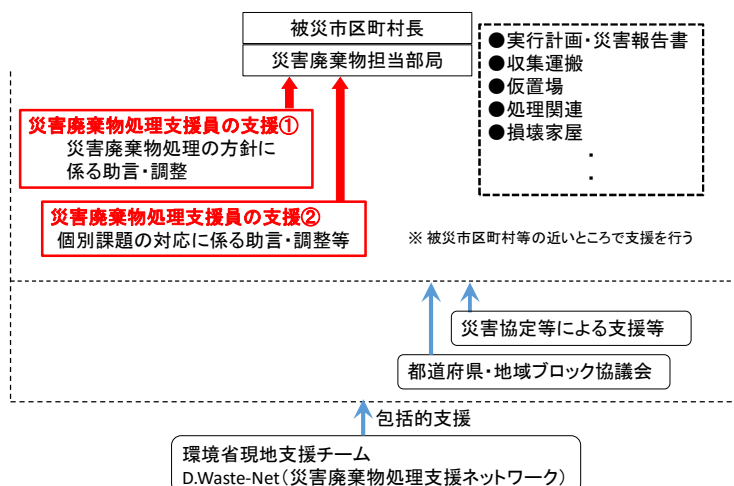 被災市区町村長
災害廃棄物担当部局
●実行計画・災害報告書
●収集運搬
●仮置場
●処理関連
●損壊家屋
・
・
災害廃棄物処理支援員の支援①
災害廃棄物処理の方針に
係る助言・調整
災害廃棄物処理支援員の支援②
個別課題の対応に係る助言・調整等
※ 被災市区町村等の近いところで支援を行う
災害協定等による支援等
都道府県・地域ブロック協議会
包括的支援
環境省現地支援チーム
D.Waste-Net(災害廃棄物処理支援ネットワーク)